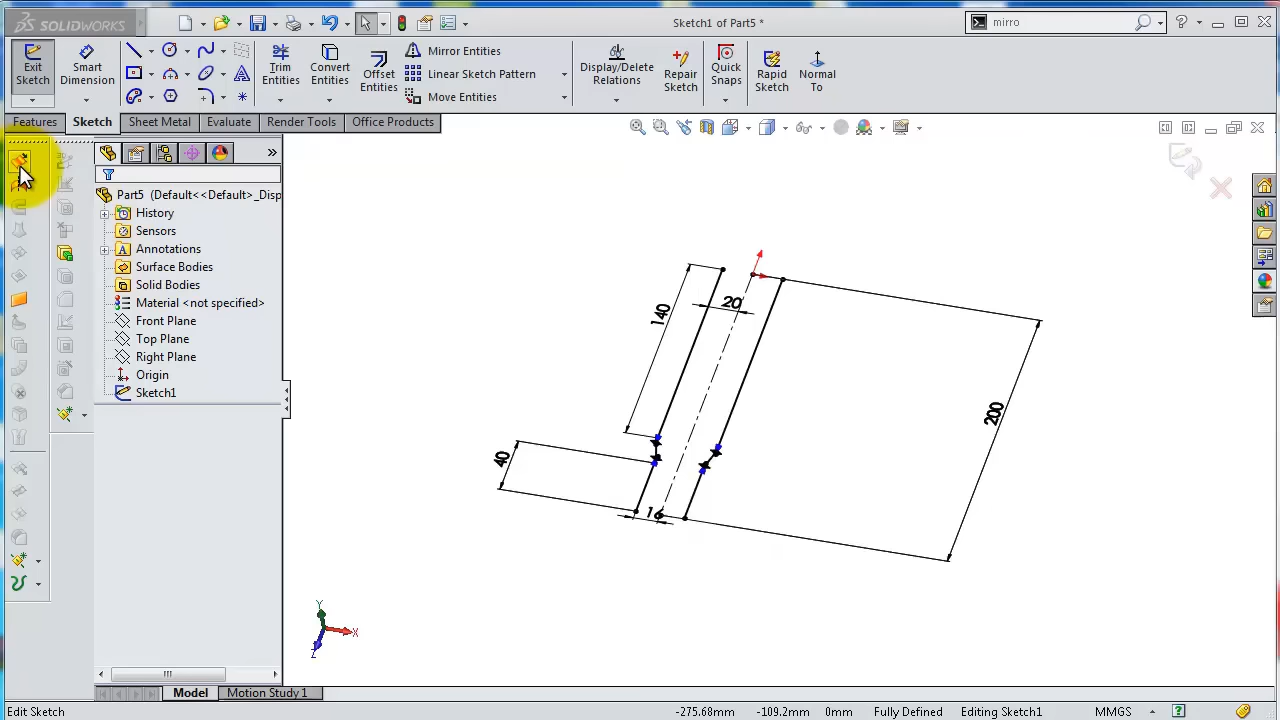 SOLIDWORKS
Sketch1 of Part5 *
mirro
Exit Sketch
Smart Dimension
Trim Entities
Convert Entities
Offset Entities
Mirror Entities
Linear Sketch Pattern
Move Entities
Display/Delete Relations
Repair Sketch
Quick Snaps
Rapid Sketch
Normal To
Features
Sketch
Sheet Metal
Evaluate
Render Tools
Office Products
Part5 (Default<<Default>_Disp
History
Sensors
Annotations
Surface Bodies
Solid Bodies
Material <not specified>
Front Plane
Top Plane
Right Plane
Origin
Sketch1
140
20
200
40
16
Y
X
Z
Model
Motion Study 1
Edit Sketch
-275.68mm
-109.2mm
0mm
Fully Defined
Editing Sketch1
MMGS